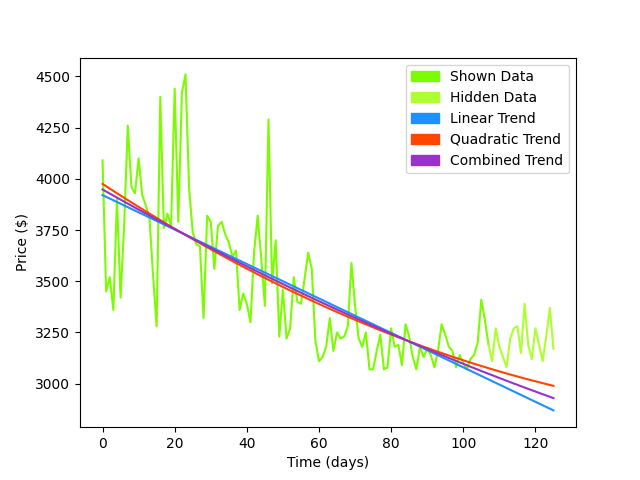 Shown Data
Hidden Data
Linear Trend
Quadratic Trend
Combined Trend
4500
4250
4000
3750
3500
3250
3000
Price ($)
0 20 40 60 80 100 120
Time (days)